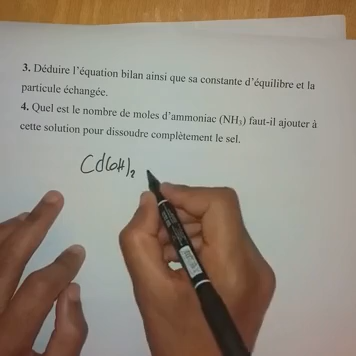 3. Déduire l'équation bilan ainsi que sa constante d'équilibre et la
particule échangée.
4. Quel est le nombre de moles d'ammoniac (NH₃) faut-il ajouter à
cette solution pour dissoudre complètement le sel.
Cd(OH)₂